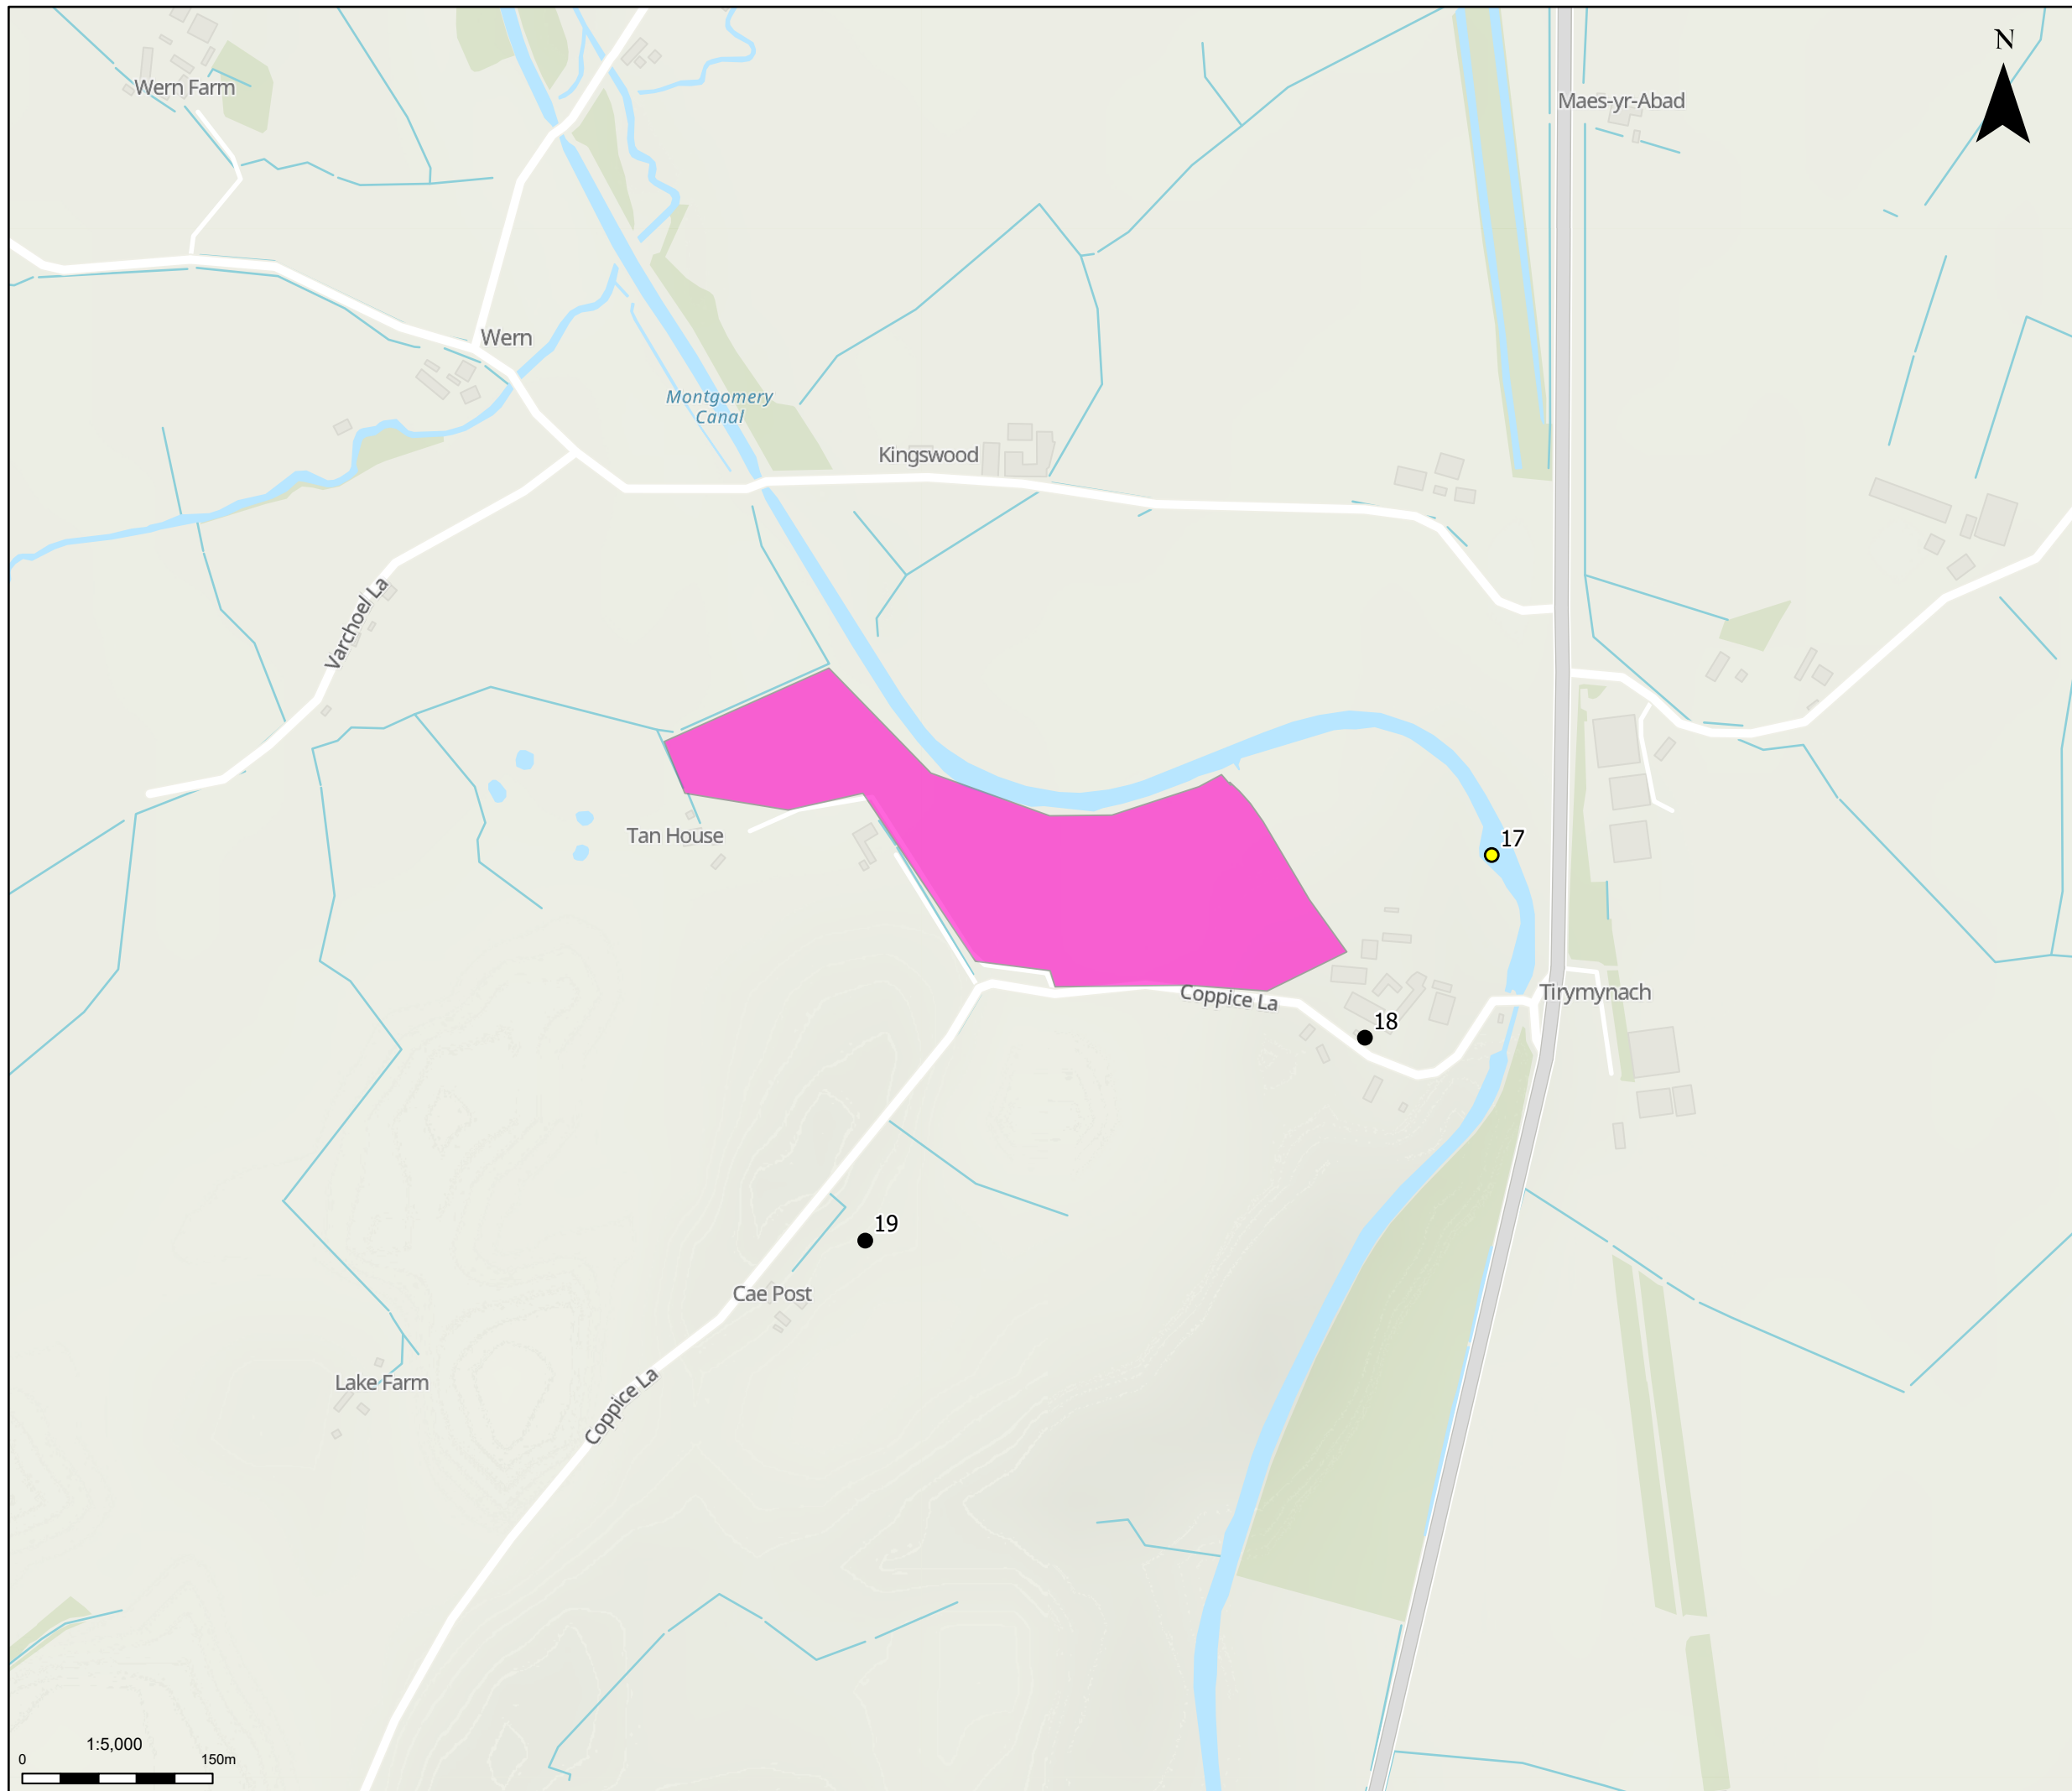 N
Wern Farm
Maes-yr-Abad
Wern
Montgomery
Canal
Kingswood
Varchoel La
Tan House
17
Tirymynach
Coppice La
18
19
Cae Post
Lake Farm
Coppice La
1:5,000
0 150m